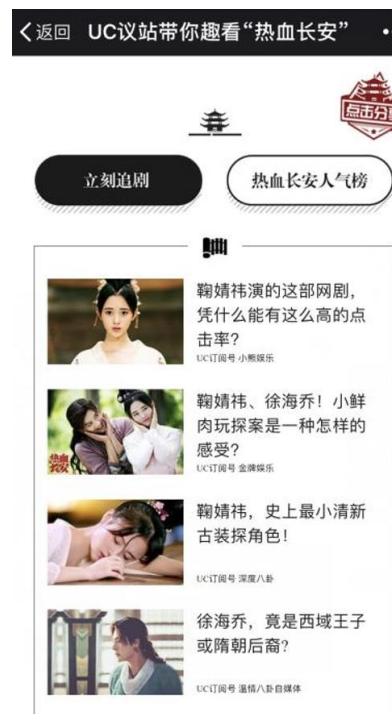 返回 UC议站带你趣看“热血长安”
点击分享
立刻追剧 热血长安人气榜
鞠婧祎演的这部网剧，
凭什么能有这么高的点
击率？
UC订阅号 小熊娱乐
鞠婧祎、徐海乔！小鲜
肉玩探案是一种怎样的
感受？
UC订阅号 金牌娱乐
热血
长安
鞠婧祎，史上最小清新
古装探角色！
UC订阅号 深度八卦
徐海乔，竟是西域王子
或隋朝后裔?
UC订阅号 温情八卦自媒体